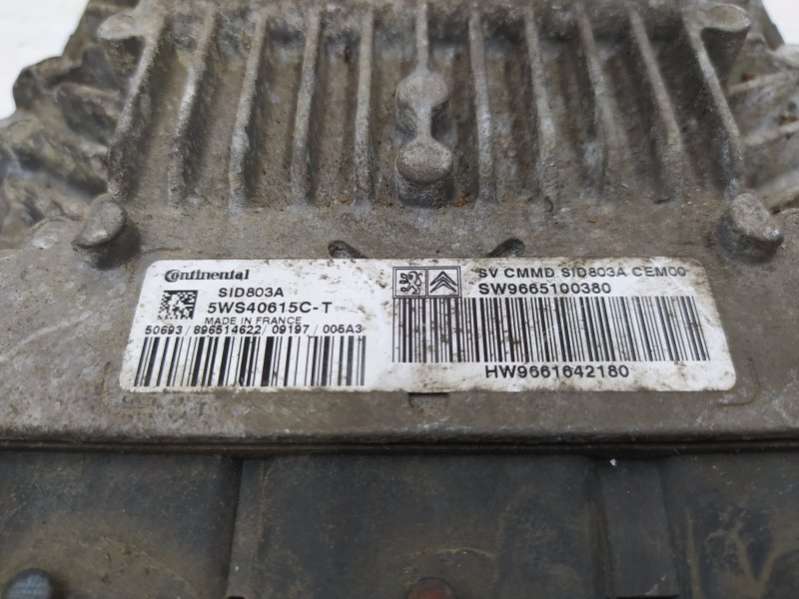 Continental
SID803A
5WS40615C-T
MADE IN FRANCE
50693/896514622/09197/006A3
SV CMMD SID803A CEM00
SW9665100380
HW9661642180